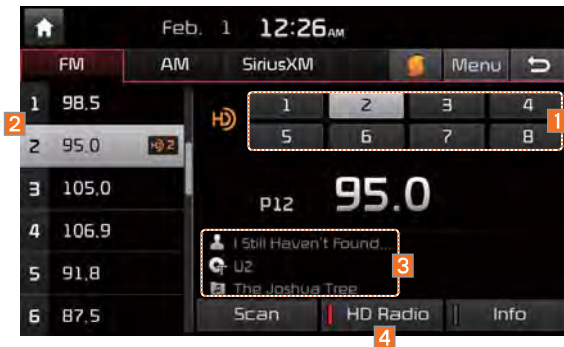 Feb. 1 12:26AM
FM AM SiriusXM Menu
1 98.5
2 95.0 HD 2
3 105.0
4 106.9
5 91.8
6 87.5
HD
1 2 3 4
5 6 7 8
P12 95.0
I Still Haven't Found...
U2
The Joshua Tree
Scan HD Radio Info
1
2
3
4